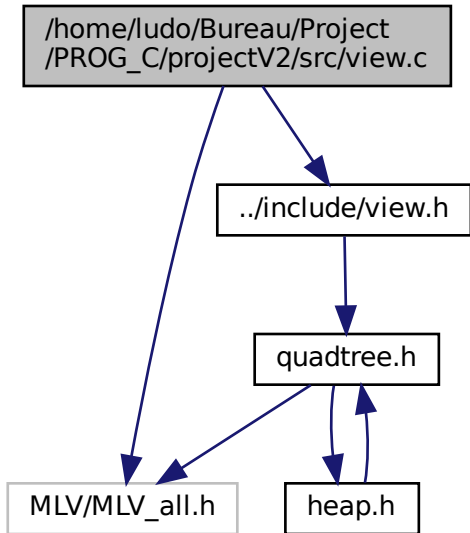 /home/ludo/Bureau/Project
/PROG_C/projectV2/src/view.c
../include/view.h
quadtree.h
MLV/MLV_all.h
heap.h